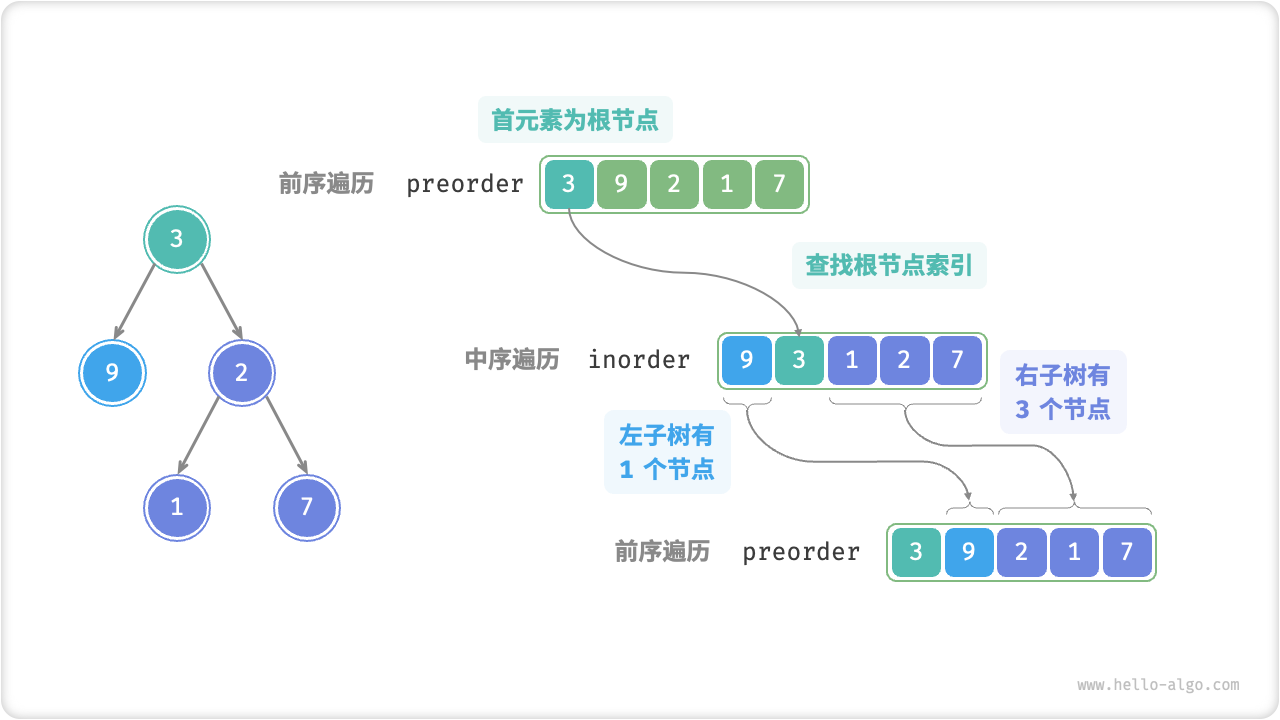 首元素为根节点
前序遍历 preorder 3 9 2 1 7
3
查找根节点索引
中序遍历 inorder 9 3 1 2 7
9 2
右子树有
3 个节点
左子树有
1 个节点
1 7
前序遍历 preorder 3 9 2 1 7
www.hello-algo.com